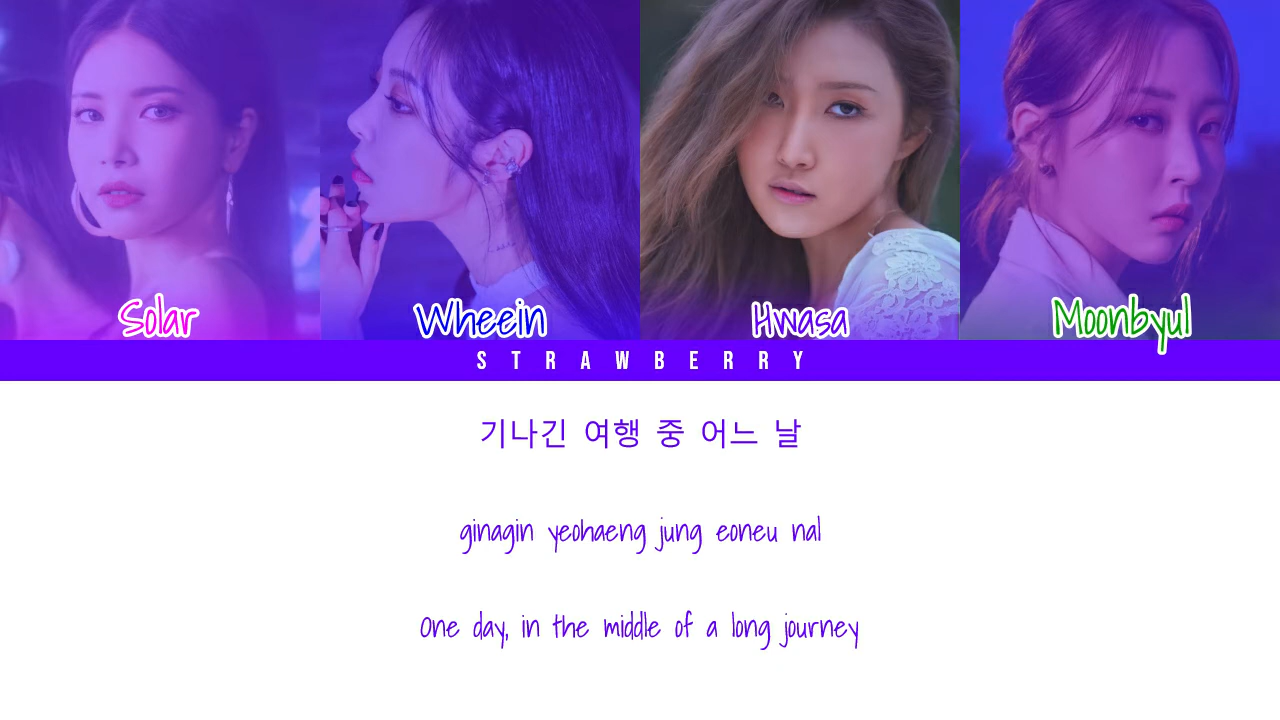 Solar
Wheein
Hwasa
Moonbyul
STRAWBERRY
기나긴 여행 중 어느 날
ginagin yeohaeng jung eoneu nal
One day, in the middle of a long journey